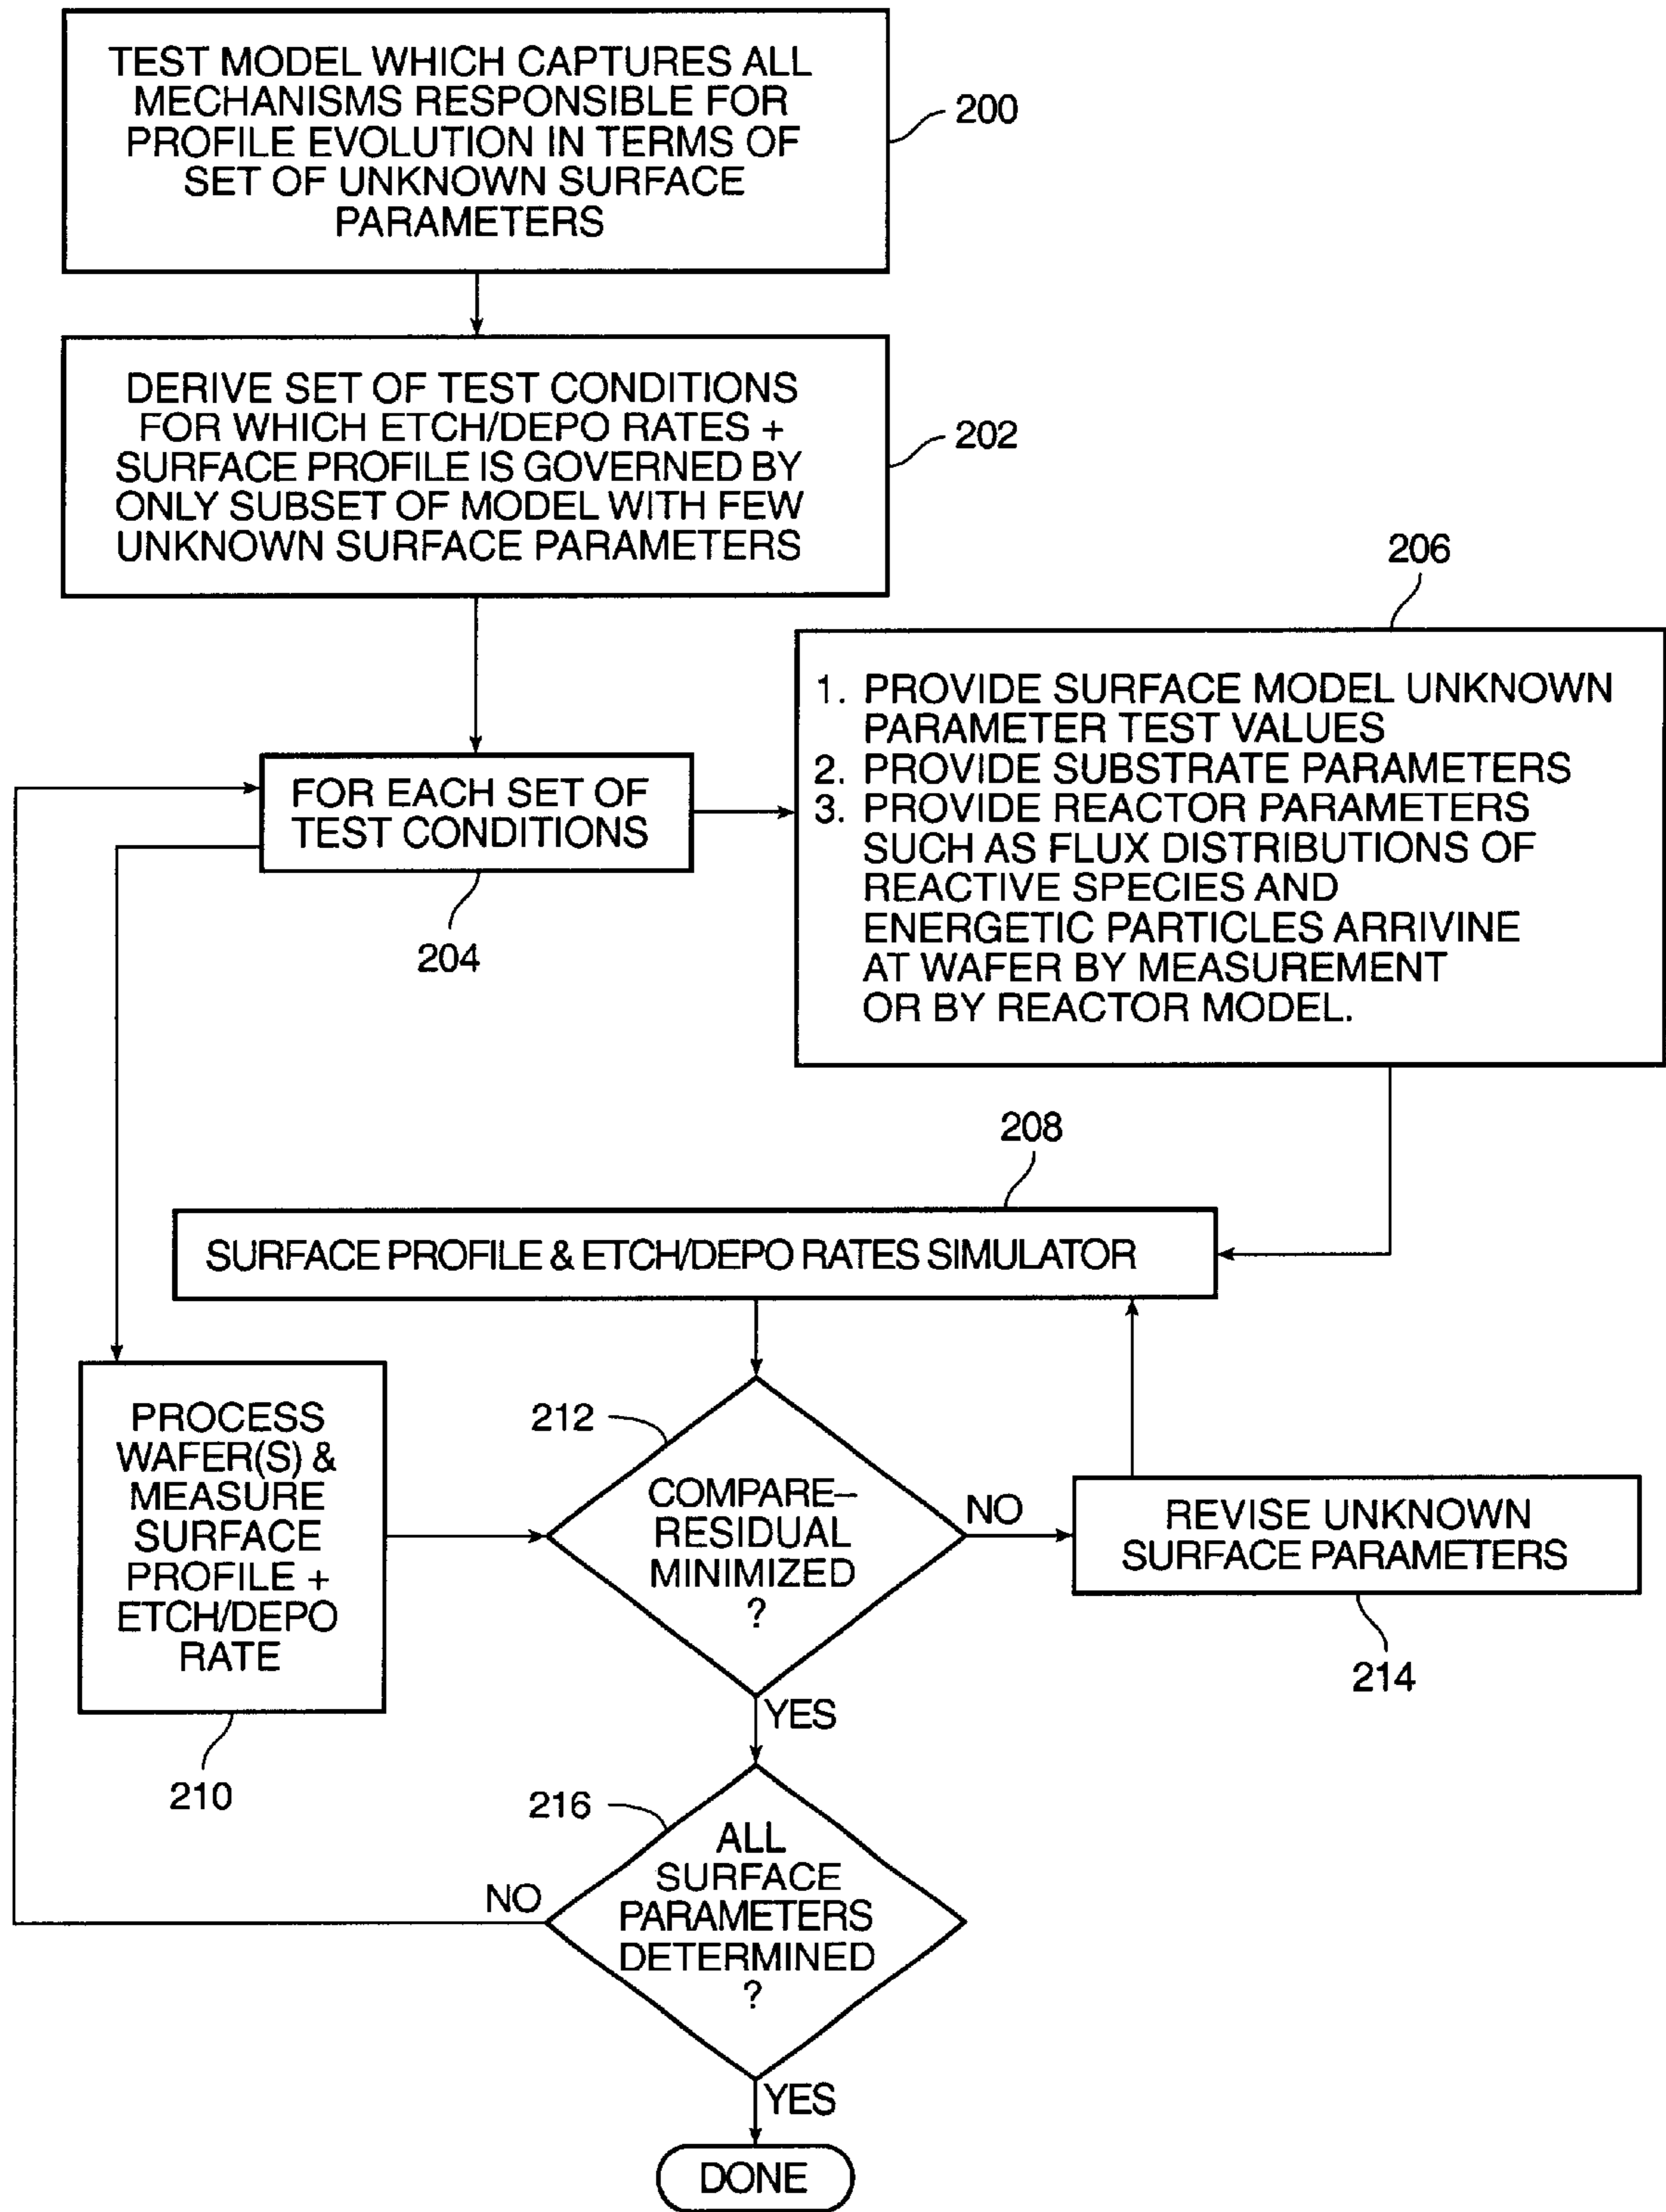 TEST MODEL WHICH CAPTURES ALL
MECHANISMS RESPONSIBLE FOR
PROFILE EVOLUTION IN TERMS OF
SET OF UNKNOWN SURFACE
PARAMETERS
200
DERIVE SET OF TEST CONDITIONS
FOR WHICH ETCH/DEPO RATES +
SURFACE PROFILE IS GOVERNED BY
ONLY SUBSET OF MODEL WITH FEW
UNKNOWN SURFACE PARAMETERS
202
206
1. PROVIDE SURFACE MODEL UNKNOWN
PARAMETER TEST VALUES
2. PROVIDE SUBSTRATE PARAMETERS
3. PROVIDE REACTOR PARAMETERS
SUCH AS FLUX DISTRIBUTIONS OF
REACTIVE SPECIES AND
ENERGETIC PARTICLES ARRIVINE
AT WAFER BY MEASUREMENT
OR BY REACTOR MODEL.
FOR EACH SET OF
TEST CONDITIONS
204
208
SURFACE PROFILE & ETCH/DEPO RATES SIMULATOR
PROCESS
WAFER(S) &
MEASURE
SURFACE
PROFILE +
ETCH/DEPO
RATE
210
212
COMPARE–
RESIDUAL
MINIMIZED
?
NO
REVISE UNKNOWN
SURFACE PARAMETERS
214
YES
216
ALL
SURFACE
PARAMETERS
DETERMINED
?
NO
YES
DONE